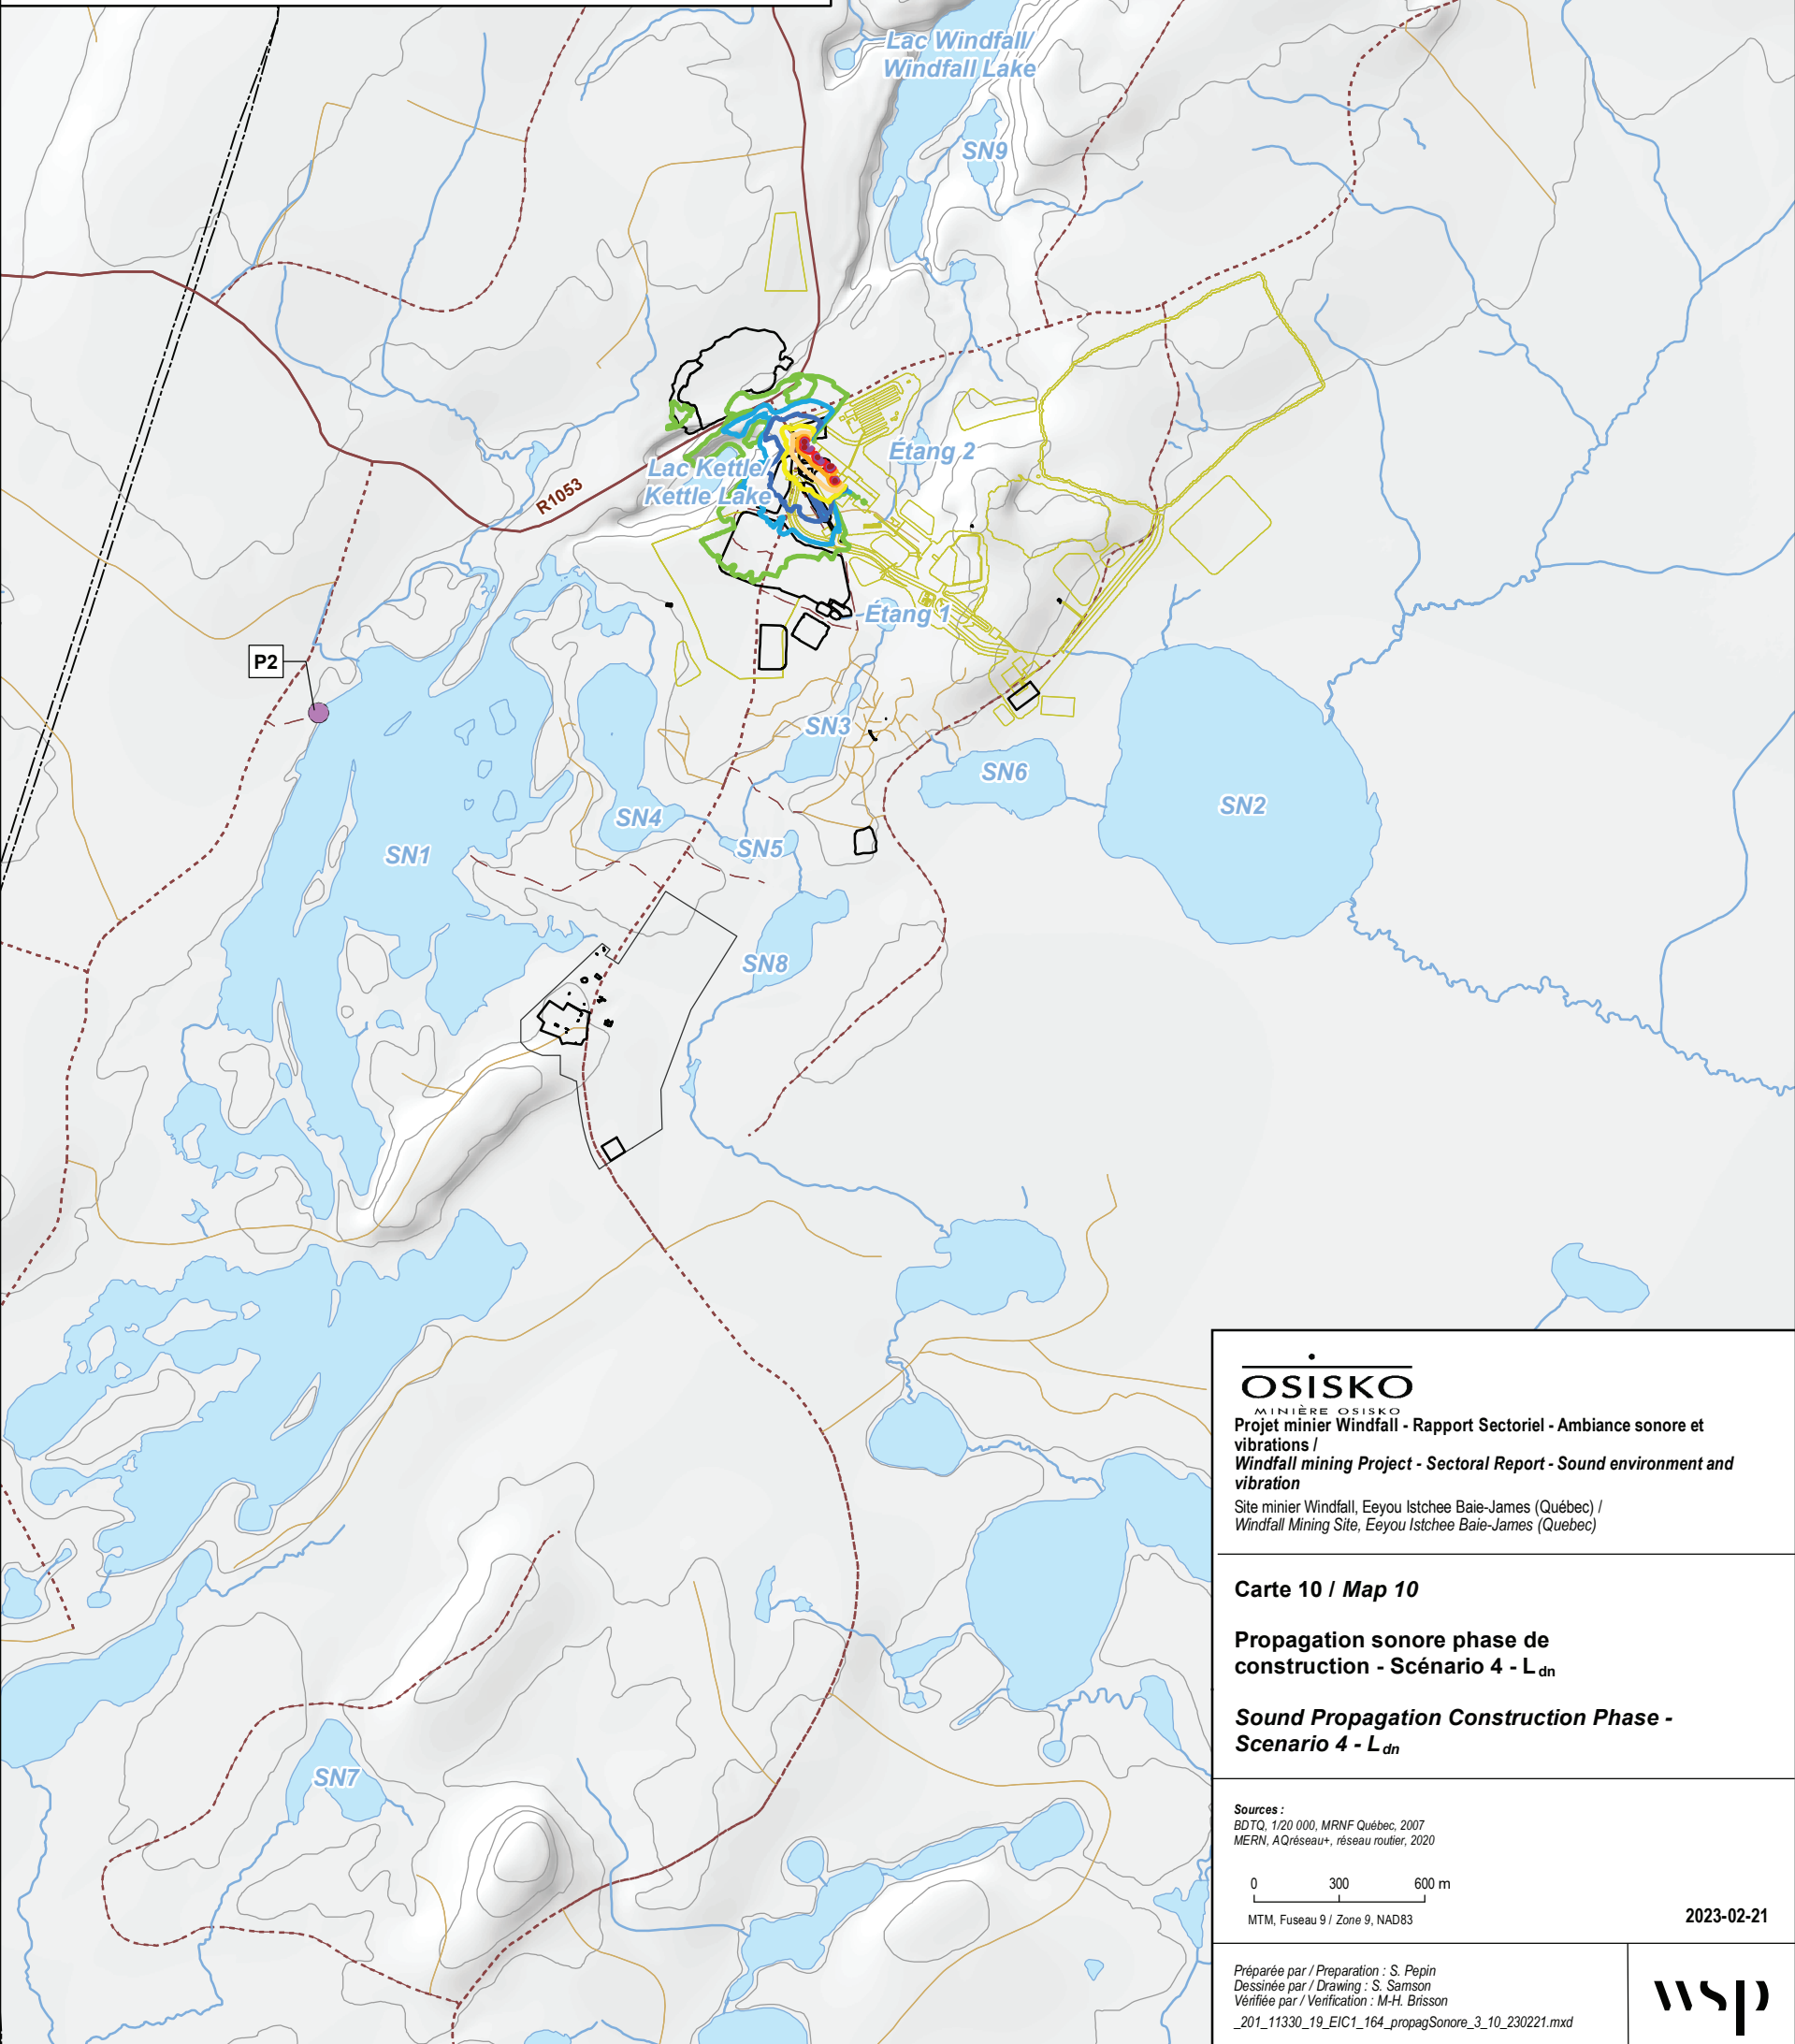 Lac Windfall/
Windfall Lake
SN9
Étang 2
Lac Kettle/
Kettle Lake
R1053
Étang 1
P2
SN3
SN6
SN2
SN4
SN5
SN1
SN8
SN7
OSISKO
MINIÈRE OSISKO
Projet minier Windfall - Rapport Sectoriel - Ambiance sonore et
vibrations /
Windfall mining Project - Sectoral Report - Sound environment and
vibration
Site minier Windfall, Eeyou Istchee Baie-James (Québec) /
Windfall Mining Site, Eeyou Istchee Baie-James (Quebec)
Carte 10 / Map 10
Propagation sonore phase de
construction - Scénario 4 - Ldn
Sound Propagation Construction Phase -
Scenario 4 - Ldn
Sources :
BDTQ, 1/20 000, MRNF Québec, 2007
MERN, AQréseau+, réseau routier, 2020
0 300 600 m
MTM, Fuseau 9 / Zone 9, NAD83
2023-02-21
Préparée par / Preparation : S. Pepin
Dessinée par / Drawing : S. Samson
Vérifiée par / Verification : M-H. Brisson
_201_11330_19_EIC1_164_propagSonore_3_10_230221.mxd
wsp